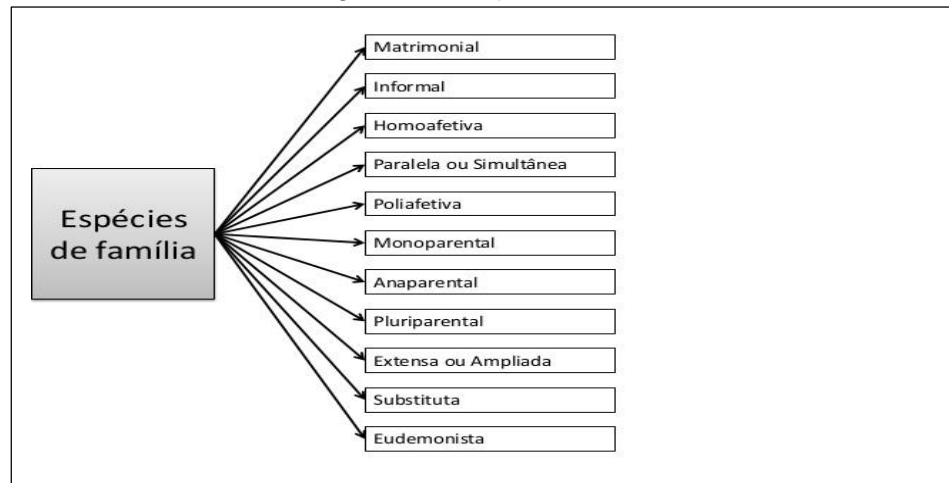 Espécies
de família
Matrimonial
Informal
Homoafetiva
Paralela ou Simultânea
Poliafetiva
Monoparental
Anaparental
Pluriparental
Extensa ou Ampliada
Substituta
Eudemonista